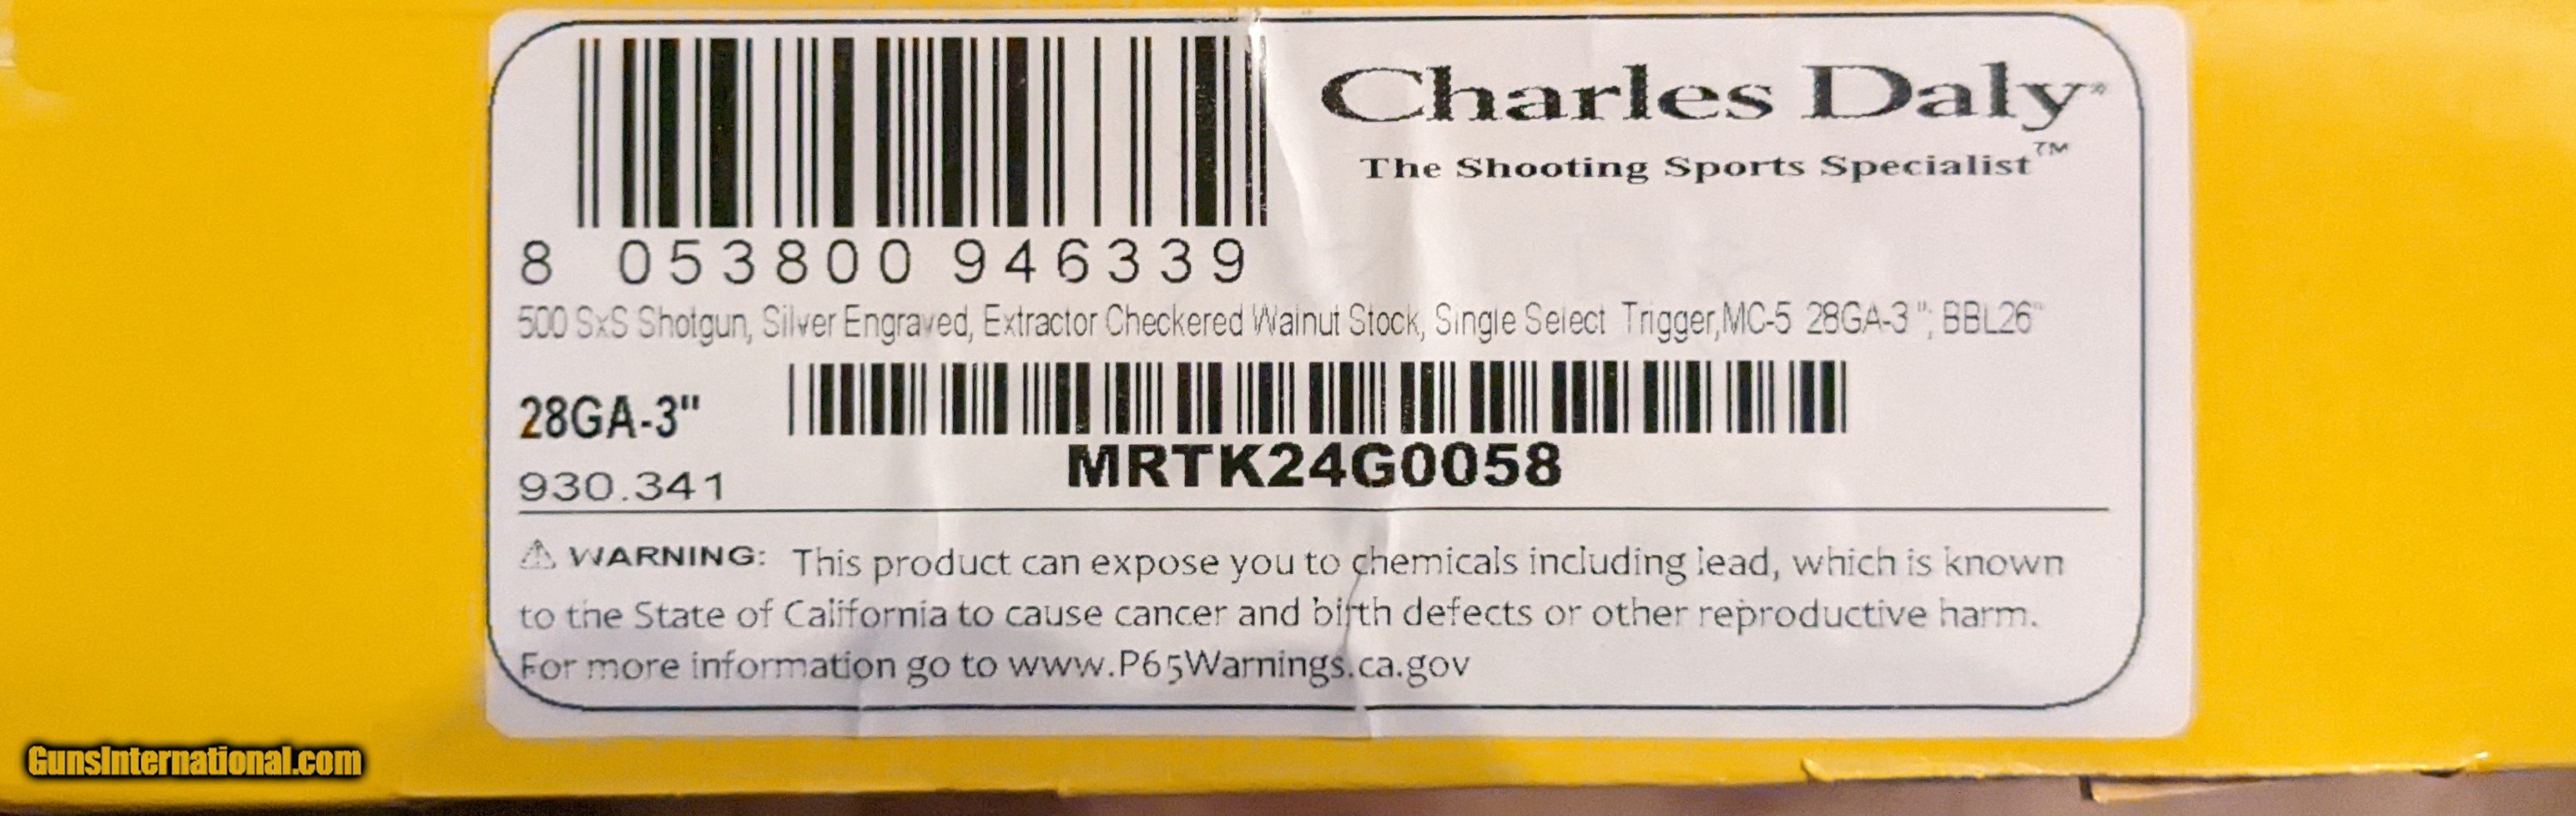 Charles Daly®
The Shooting Sports Specialist™
8 053800 946339
500 SxS Shotgun, Silver Engraved, Extractor Checkered Walnut Stock, Single Select Trigger,MC-5 28GA-3"; BBL26"
28GA-3"
MRTK24G0058
930.341
⚠ WARNING: This product can expose you to chemicals including lead, which is known
to the State of California to cause cancer and birth defects or other reproductive harm.
For more information go to www.P65Warnings.ca.gov
GunsInternational.com